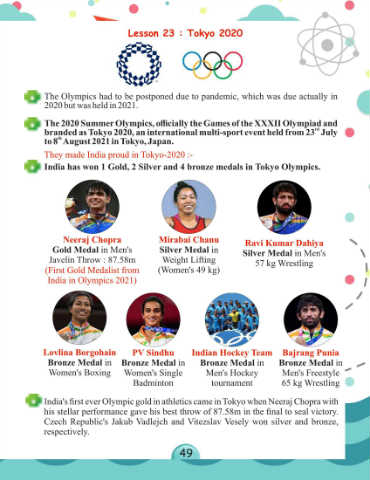 Lesson 23 : Tokyo 2020
The Olympics had to be postponed due to pandemic, which was due actually in
2020 but was held in 2021.
The 2020 Summer Olympics, officially the Games of the XXXII Olympiad and
branded as Tokyo 2020, an international multi-sport event held from 23rd July
to 8th August 2021 in Tokyo, Japan.
They made India proud in Tokyo-2020 :-
India has won 1 Gold, 2 Silver and 4 bronze medals in Tokyo Olympics.
Neeraj Chopra
Gold Medal in Men's
Javelin Throw : 87.58m
(First Gold Medalist from
India in Olympics 2021)
Mirabai Chanu
Silver Medal in
Weight Lifting
(Women's 49 kg)
Ravi Kumar Dahiya
Silver Medal in Men's
57 kg Wrestling
Lovlina Borgohain
Bronze Medal in
Women's Boxing
PV Sindhu
Bronze Medal in
Women's Single
Badminton
Indian Hockey Team
Bronze Medal in
Men's Hockey
tournament
Bajrang Punia
Bronze Medal in
Men's Freestyle
65 kg Wrestling
India's first ever Olympic gold in athletics came in Tokyo when Neeraj Chopra with
his stellar performance gave his best throw of 87.58m in the final to seal victory.
Czech Republic's Jakub Vadlejch and Vitezslav Vesely won silver and bronze,
respectively.
49